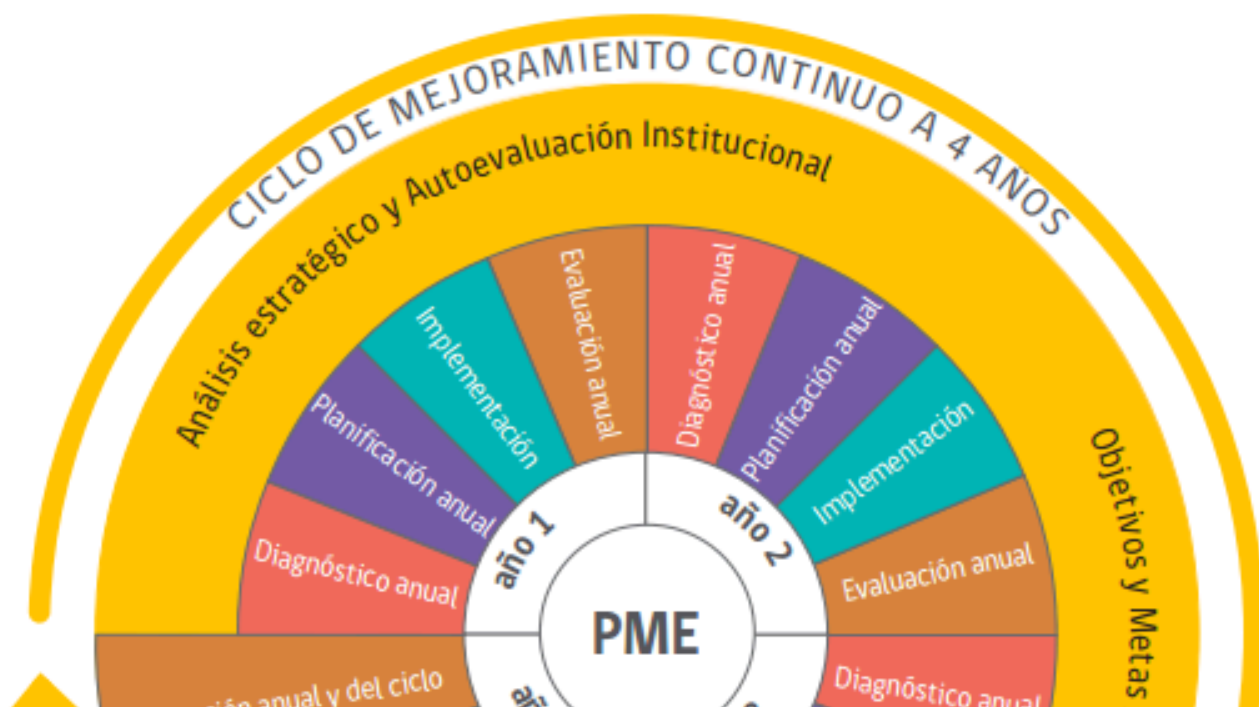 CICLO DE MEJORAMIENTO CONTINUO A 4 AÑOS
Análisis estratégico y Autoevaluación Institucional
Objetivos y Metas
Diagnóstico anual
Planificación anual
Implementación
Evaluación anual
Diagnóstico anual
Planificación anual
Implementación
Evaluación anual
Diagnóstico anual
año 1
año 2
PME
anual y del ciclo